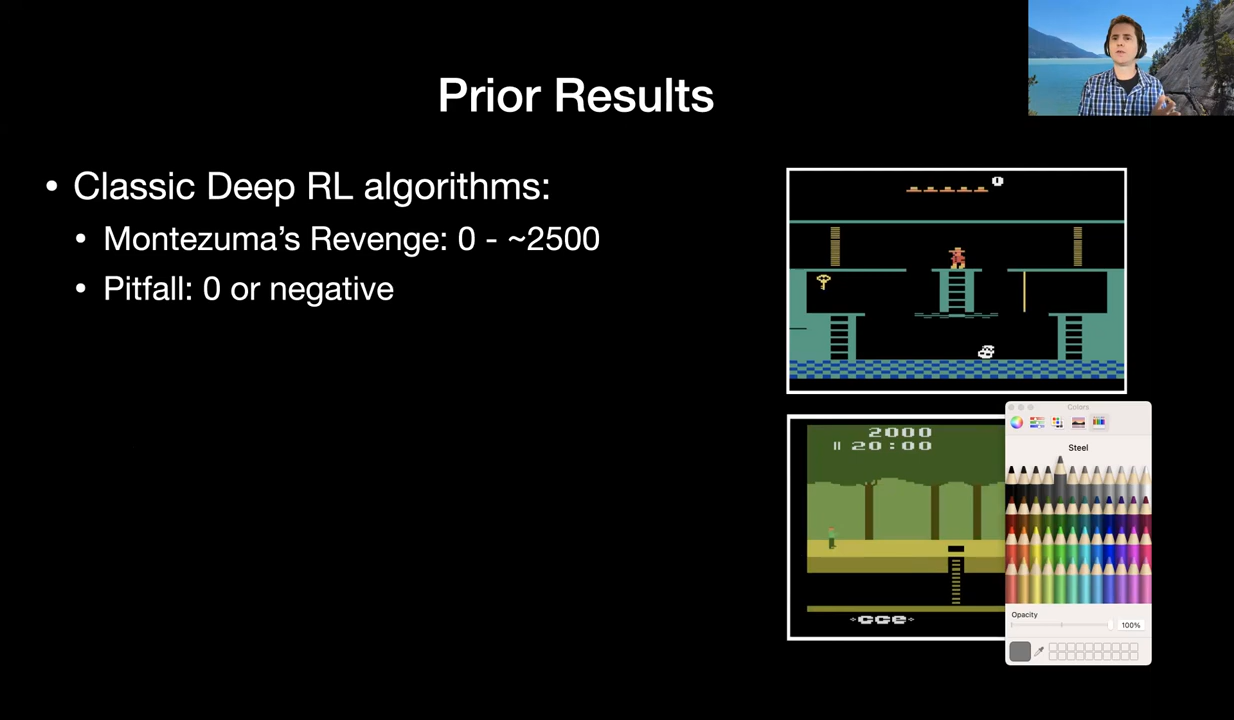 Prior Results
• Classic Deep RL algorithms:
• Montezuma's Revenge: 0 - ~2500
• Pitfall: 0 or negative
2000
20:00
Colors
Steel
Opacity
100%